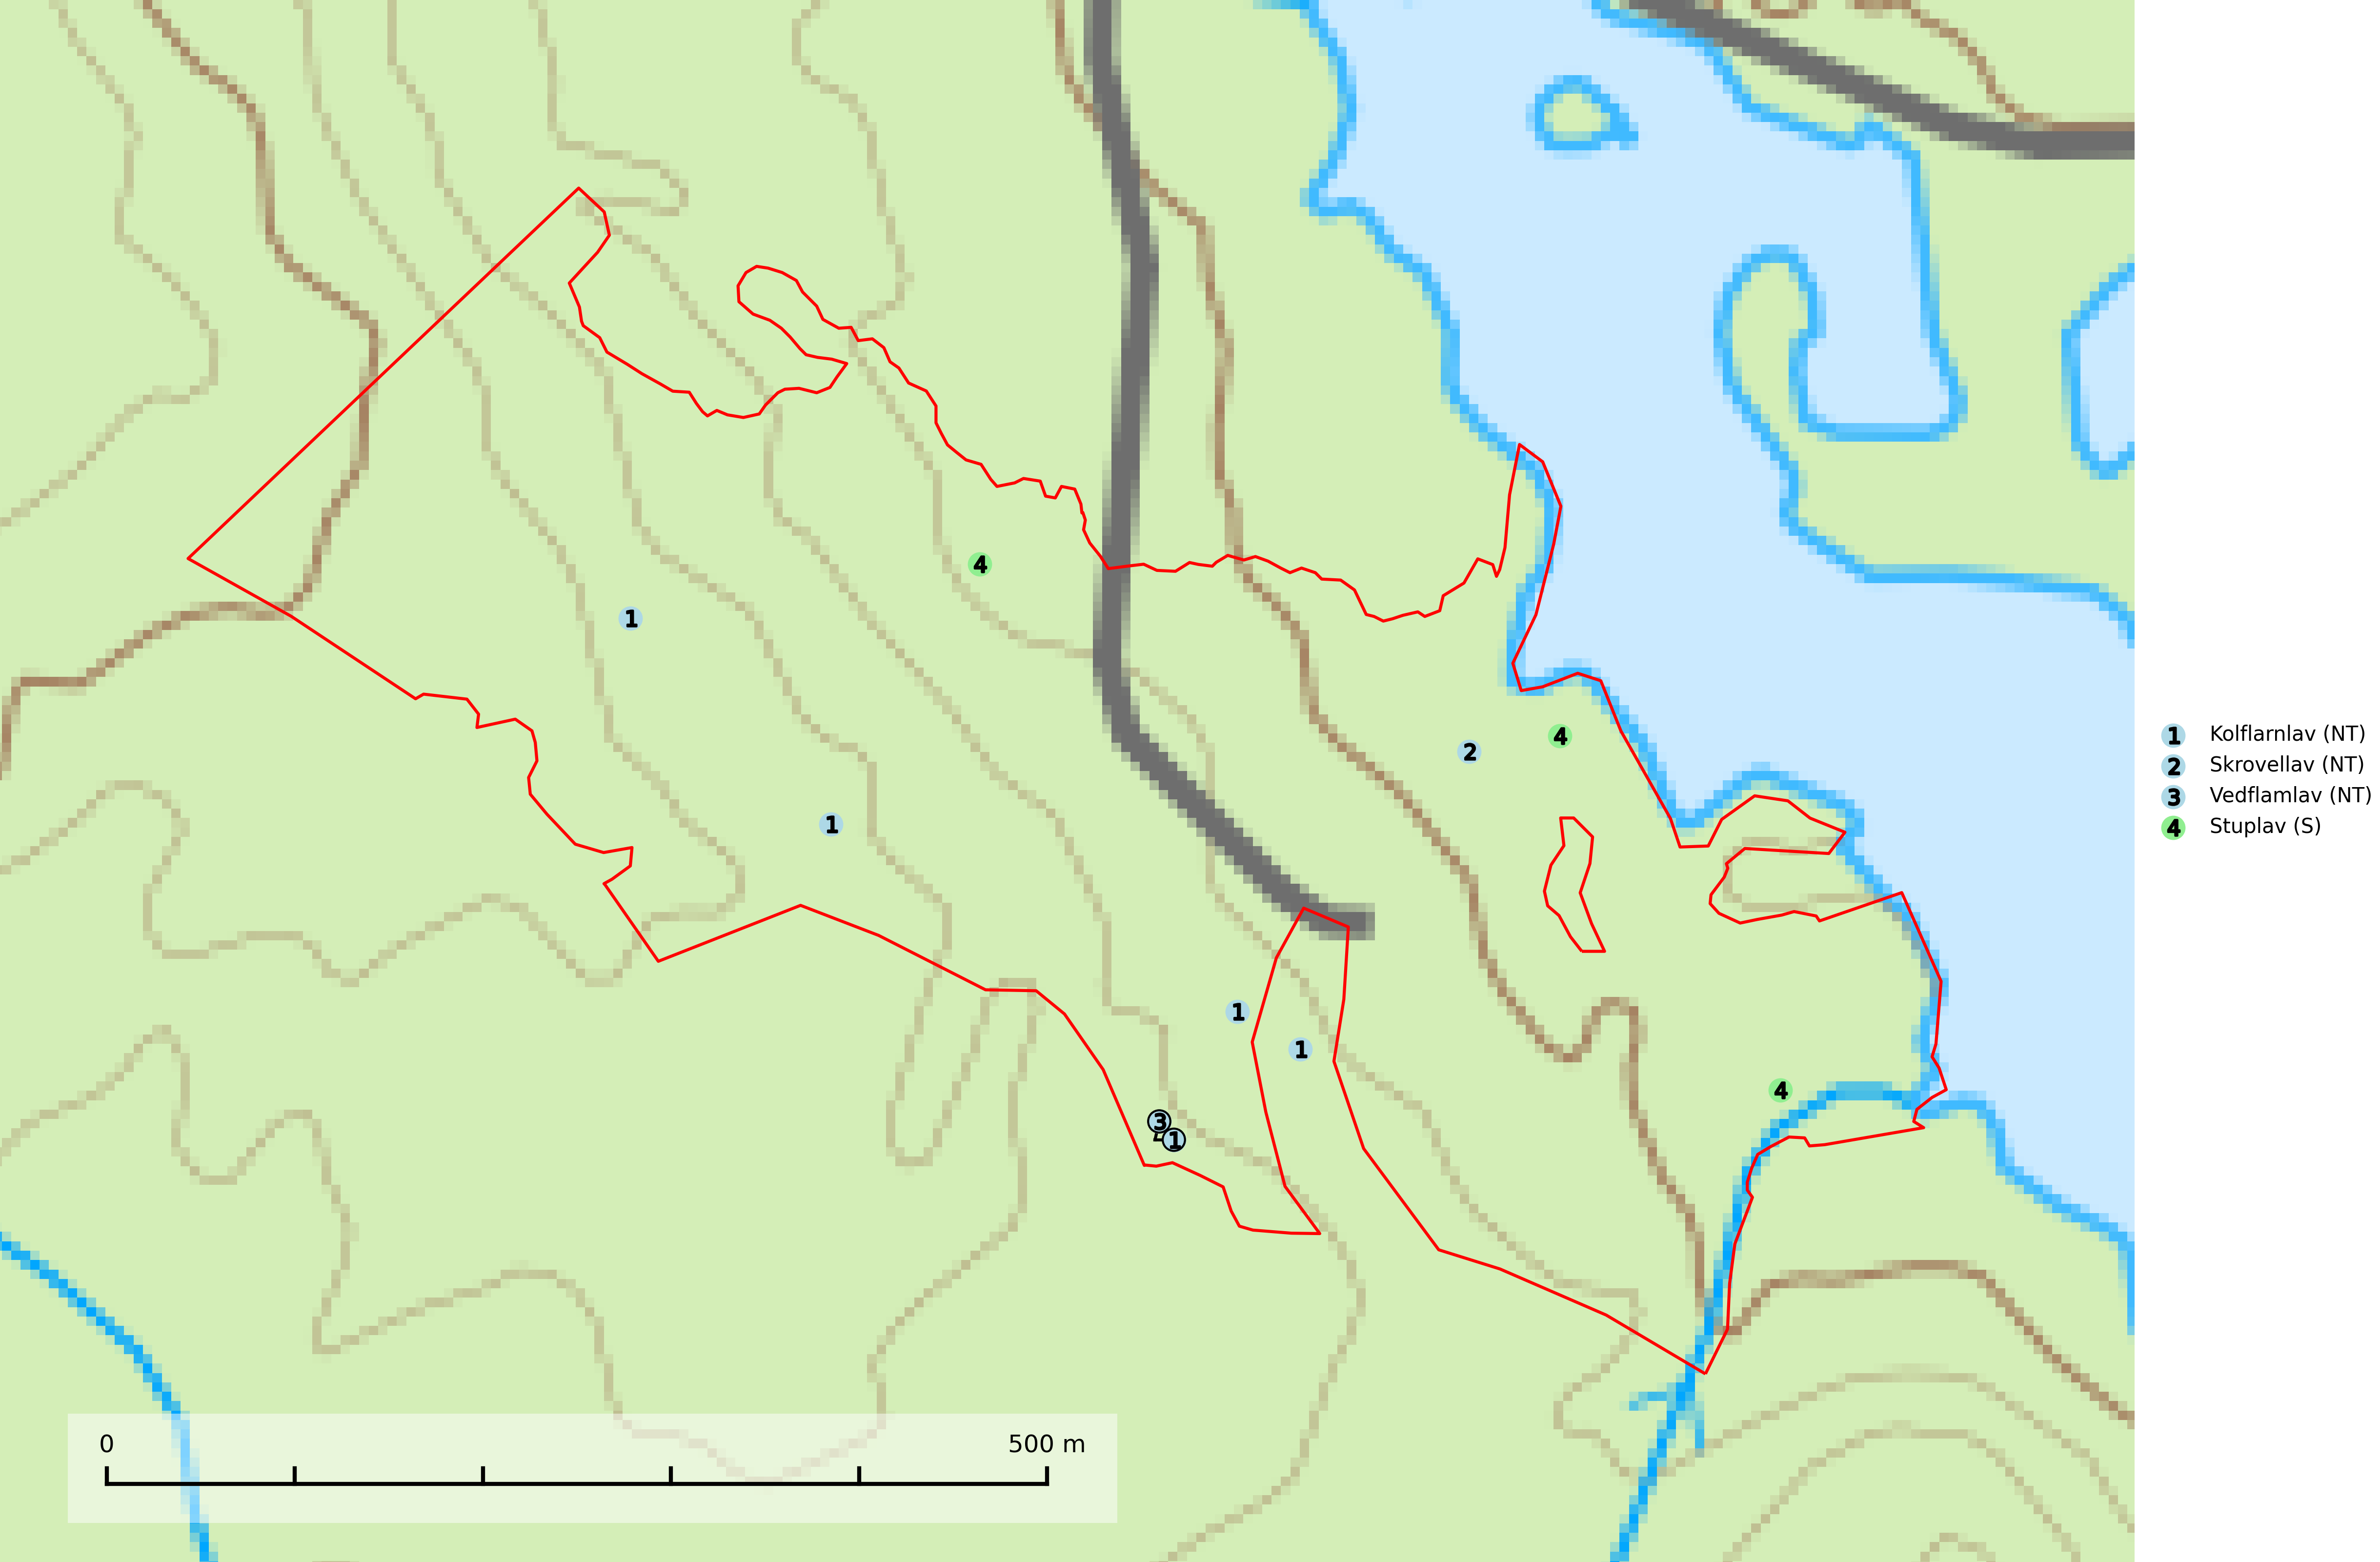 4
1
2
4
1
1
1
4
3
1
1 Kolflarnlav (NT)
2 Skrovellav (NT)
3 Vedflamlav (NT)
4 Stuplav (S)
0 500 m